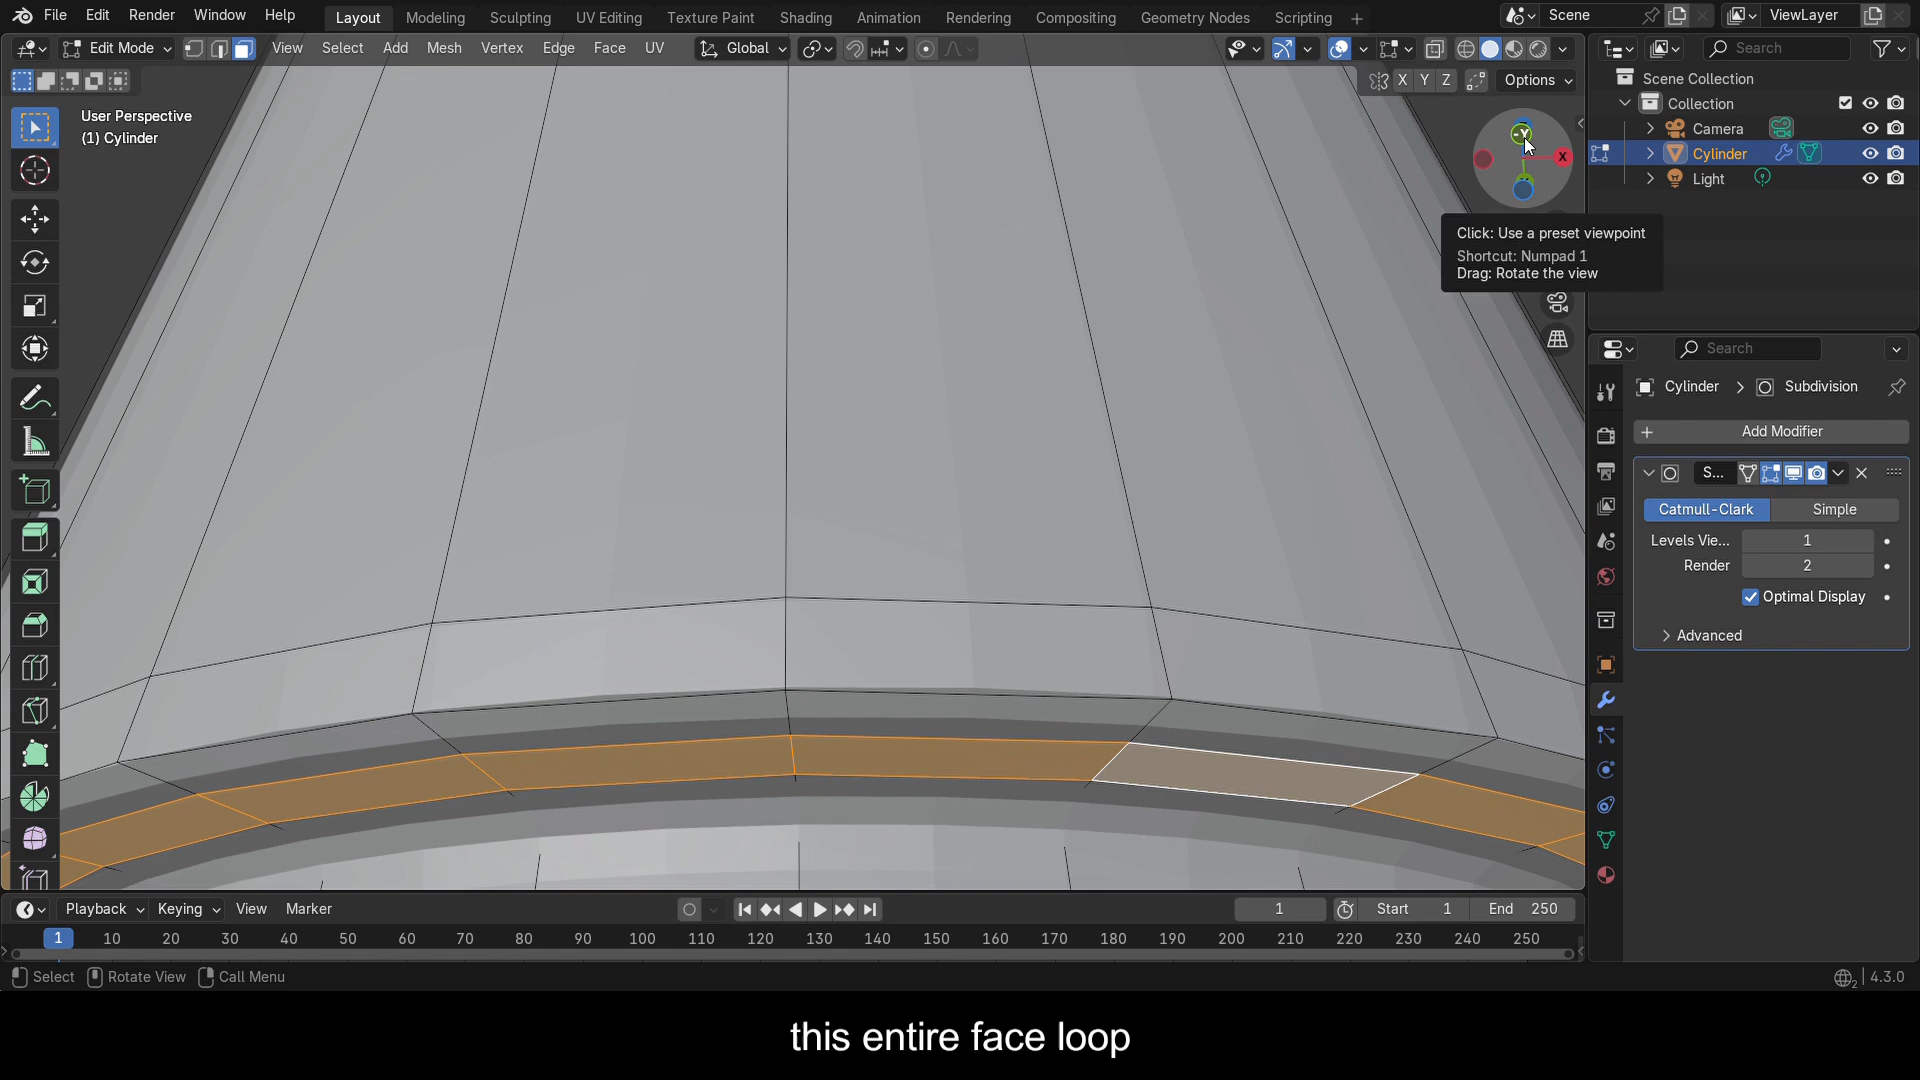 File Edit Render Window Help Layout Modeling Sculpting UV Editing Texture Paint Shading Animation Rendering Compositing Geometry Nodes Scripting + Scene ViewLayer
Edit Mode View Select Add Mesh Vertex Edge Face UV Global Search
X Y Z Options
User Perspective
(1) Cylinder
-Y
X
Scene Collection
Collection
Camera
Cylinder
Light
Click: Use a preset viewpoint
Shortcut: Numpad 1
Drag: Rotate the view
Search
Cylinder > Subdivision
+ Add Modifier
S...
Catmull-Clark Simple
Levels Vie... 1
Render 2
Optimal Display
Advanced
Playback Keying View Marker 1 Start 1 End 250
1 10 20 30 40 50 60 70 80 90 100 110 120 130 140 150 160 170 180 190 200 210 220 230 240 250
Select Rotate View Call Menu 2 4.3.0
this entire face loop